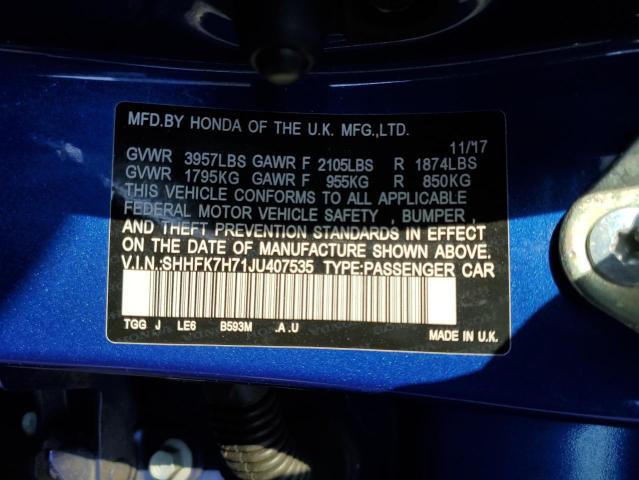 MFD.BY HONDA OF THE U.K. MFG.,LTD.
11/17
GVWR 3957LBS GAWR F 2105LBS R 1874LBS
GVWR 1795KG GAWR F 955KG R 850KG
THIS VEHICLE CONFORMS TO ALL APPLICABLE
FEDERAL MOTOR VEHICLE SAFETY , BUMPER ,
AND THEFT PREVENTION STANDARDS IN EFFECT
ON THE DATE OF MANUFACTURE SHOWN ABOVE.
V.I.N.:SHHFK7H71JU407535 TYPE:PASSENGER CAR
TGG J LE6 B593M .A .U MADE IN U.K.